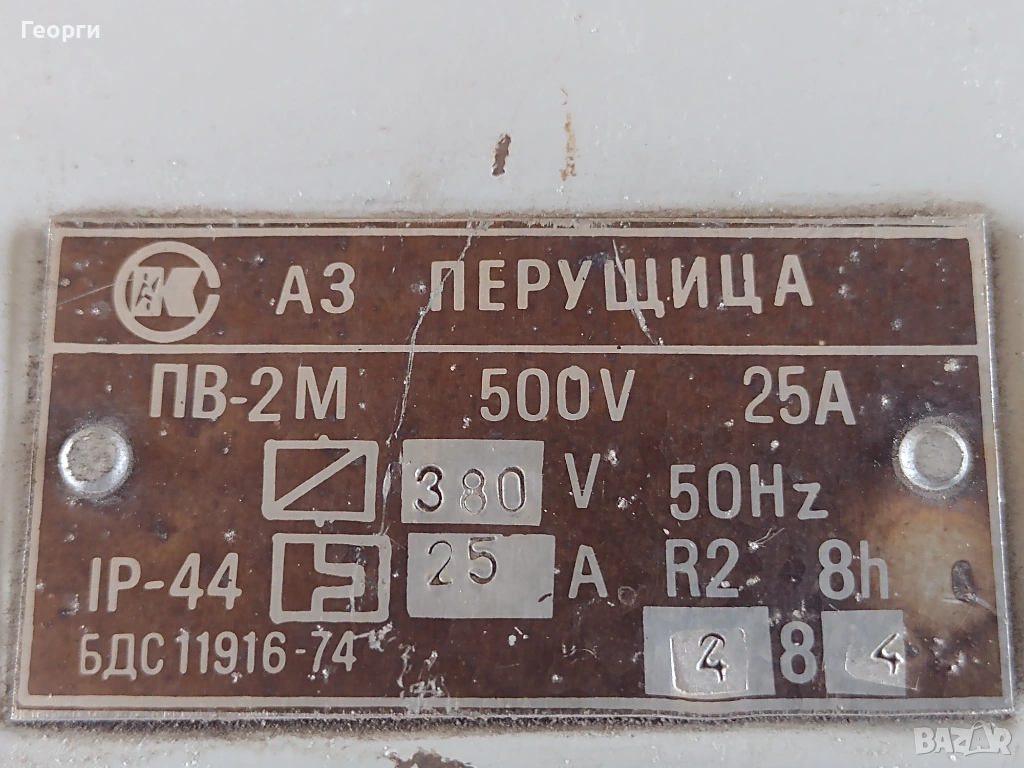 Георги
АЗ ПЕРУЩИЦА
ПВ-2М 500V 25A
380 V 50Hz
IP-44 25 A R2 8h
БДС 11916-74 2 8 4
BAZAR